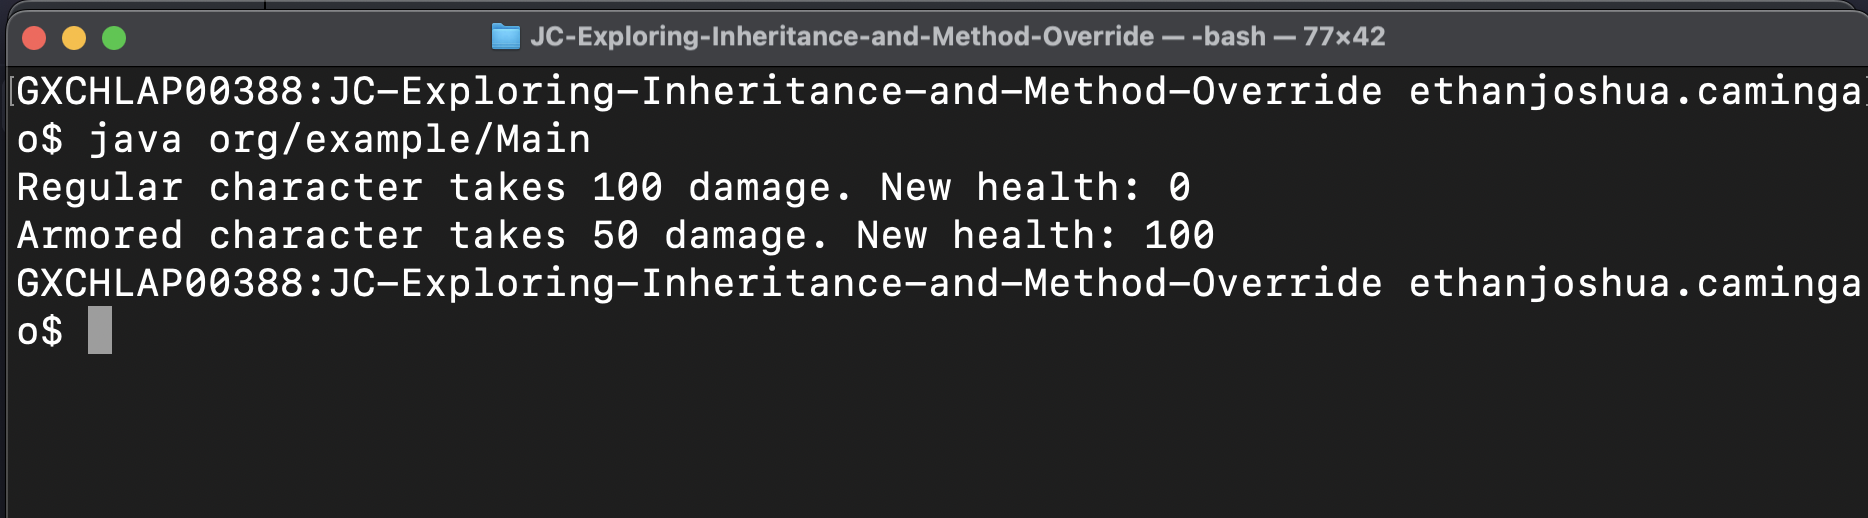 JC-Exploring-Inheritance-and-Method-Override — -bash — 77×42
[GXCHLAP00388:JC-Exploring-Inheritance-and-Method-Override ethanjoshua.caminga]
o$ java org/example/Main
Regular character takes 100 damage. New health: 0
Armored character takes 50 damage. New health: 100
GXCHLAP00388:JC-Exploring-Inheritance-and-Method-Override ethanjoshua.caminga
o$